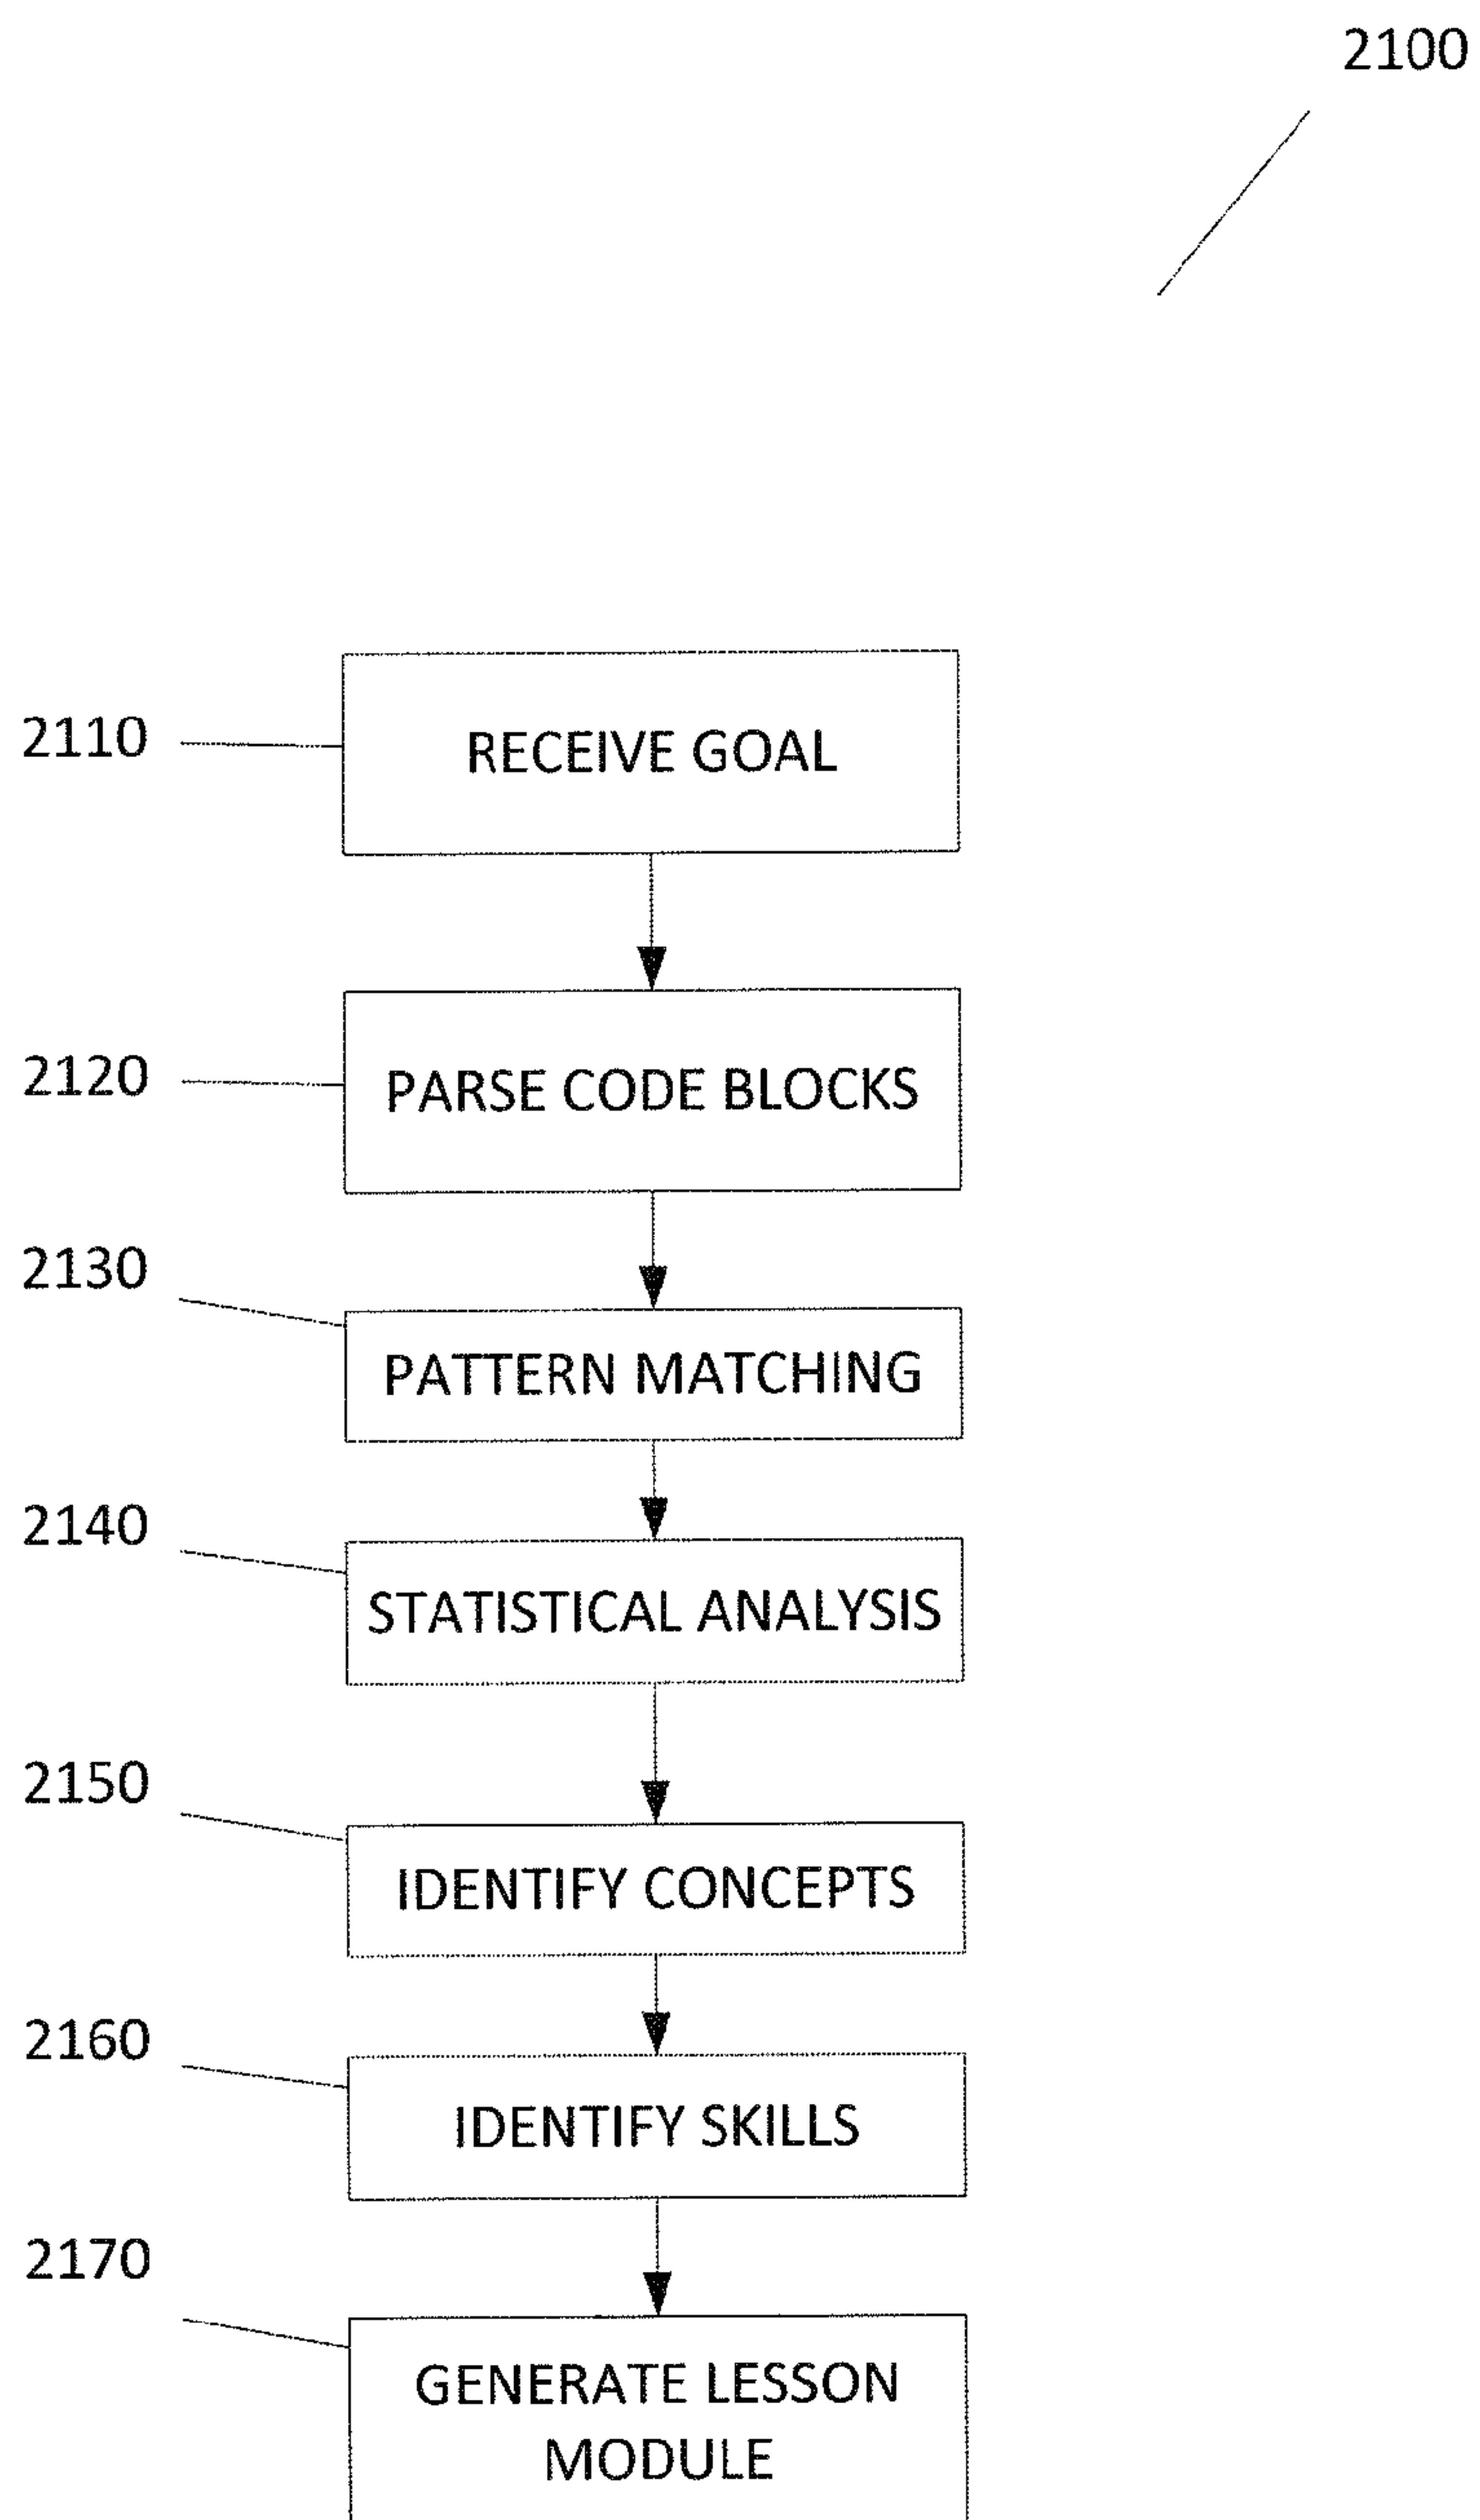 2100
2110
RECEIVE GOAL
2120
PARSE CODE BLOCKS
2130
PATTERN MATCHING
2140
STATISTICAL ANALYSIS
2150
IDENTIFY CONCEPTS
2160
IDENTIFY SKILLS
2170
GENERATE LESSON
MODULE